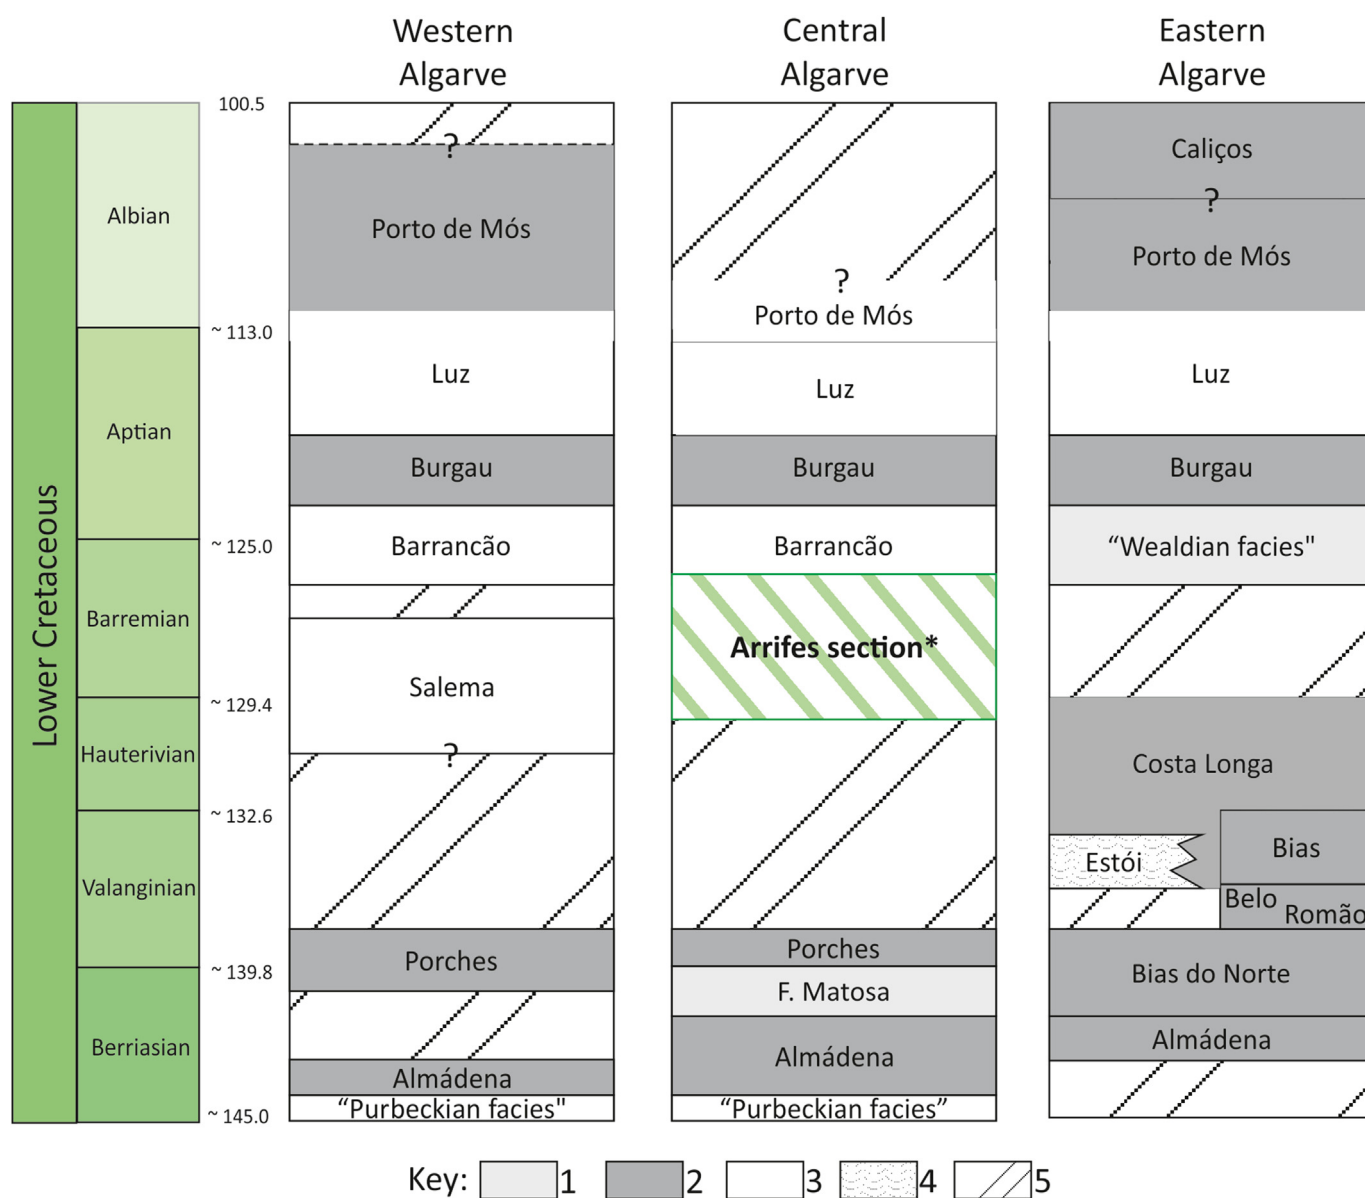 Western
Algarve
Central
Algarve
Eastern
Algarve
Lower Cretaceous
Albian
Aptian
Barremian
Hauterivian
Valanginian
Berriasian
100.5
~ 113.0
~ 125.0
~ 129.4
~ 132.6
~ 139.8
~ 145.0
?
Porto de Mós
Luz
Burgau
Barrancão
Salema
?
Porches
Almádena
“Purbeckian facies"
?
Porto de Mós
Luz
Burgau
Barrancão
Arrifes section*
Porches
F. Matosa
Almádena
“Purbeckian facies”
Caliços
?
Porto de Mós
Luz
Burgau
“Wealdian facies"
Costa Longa
Estói
Bias
Belo
Romão
Bias do Norte
Almádena
Key: 1 2 3 4 5